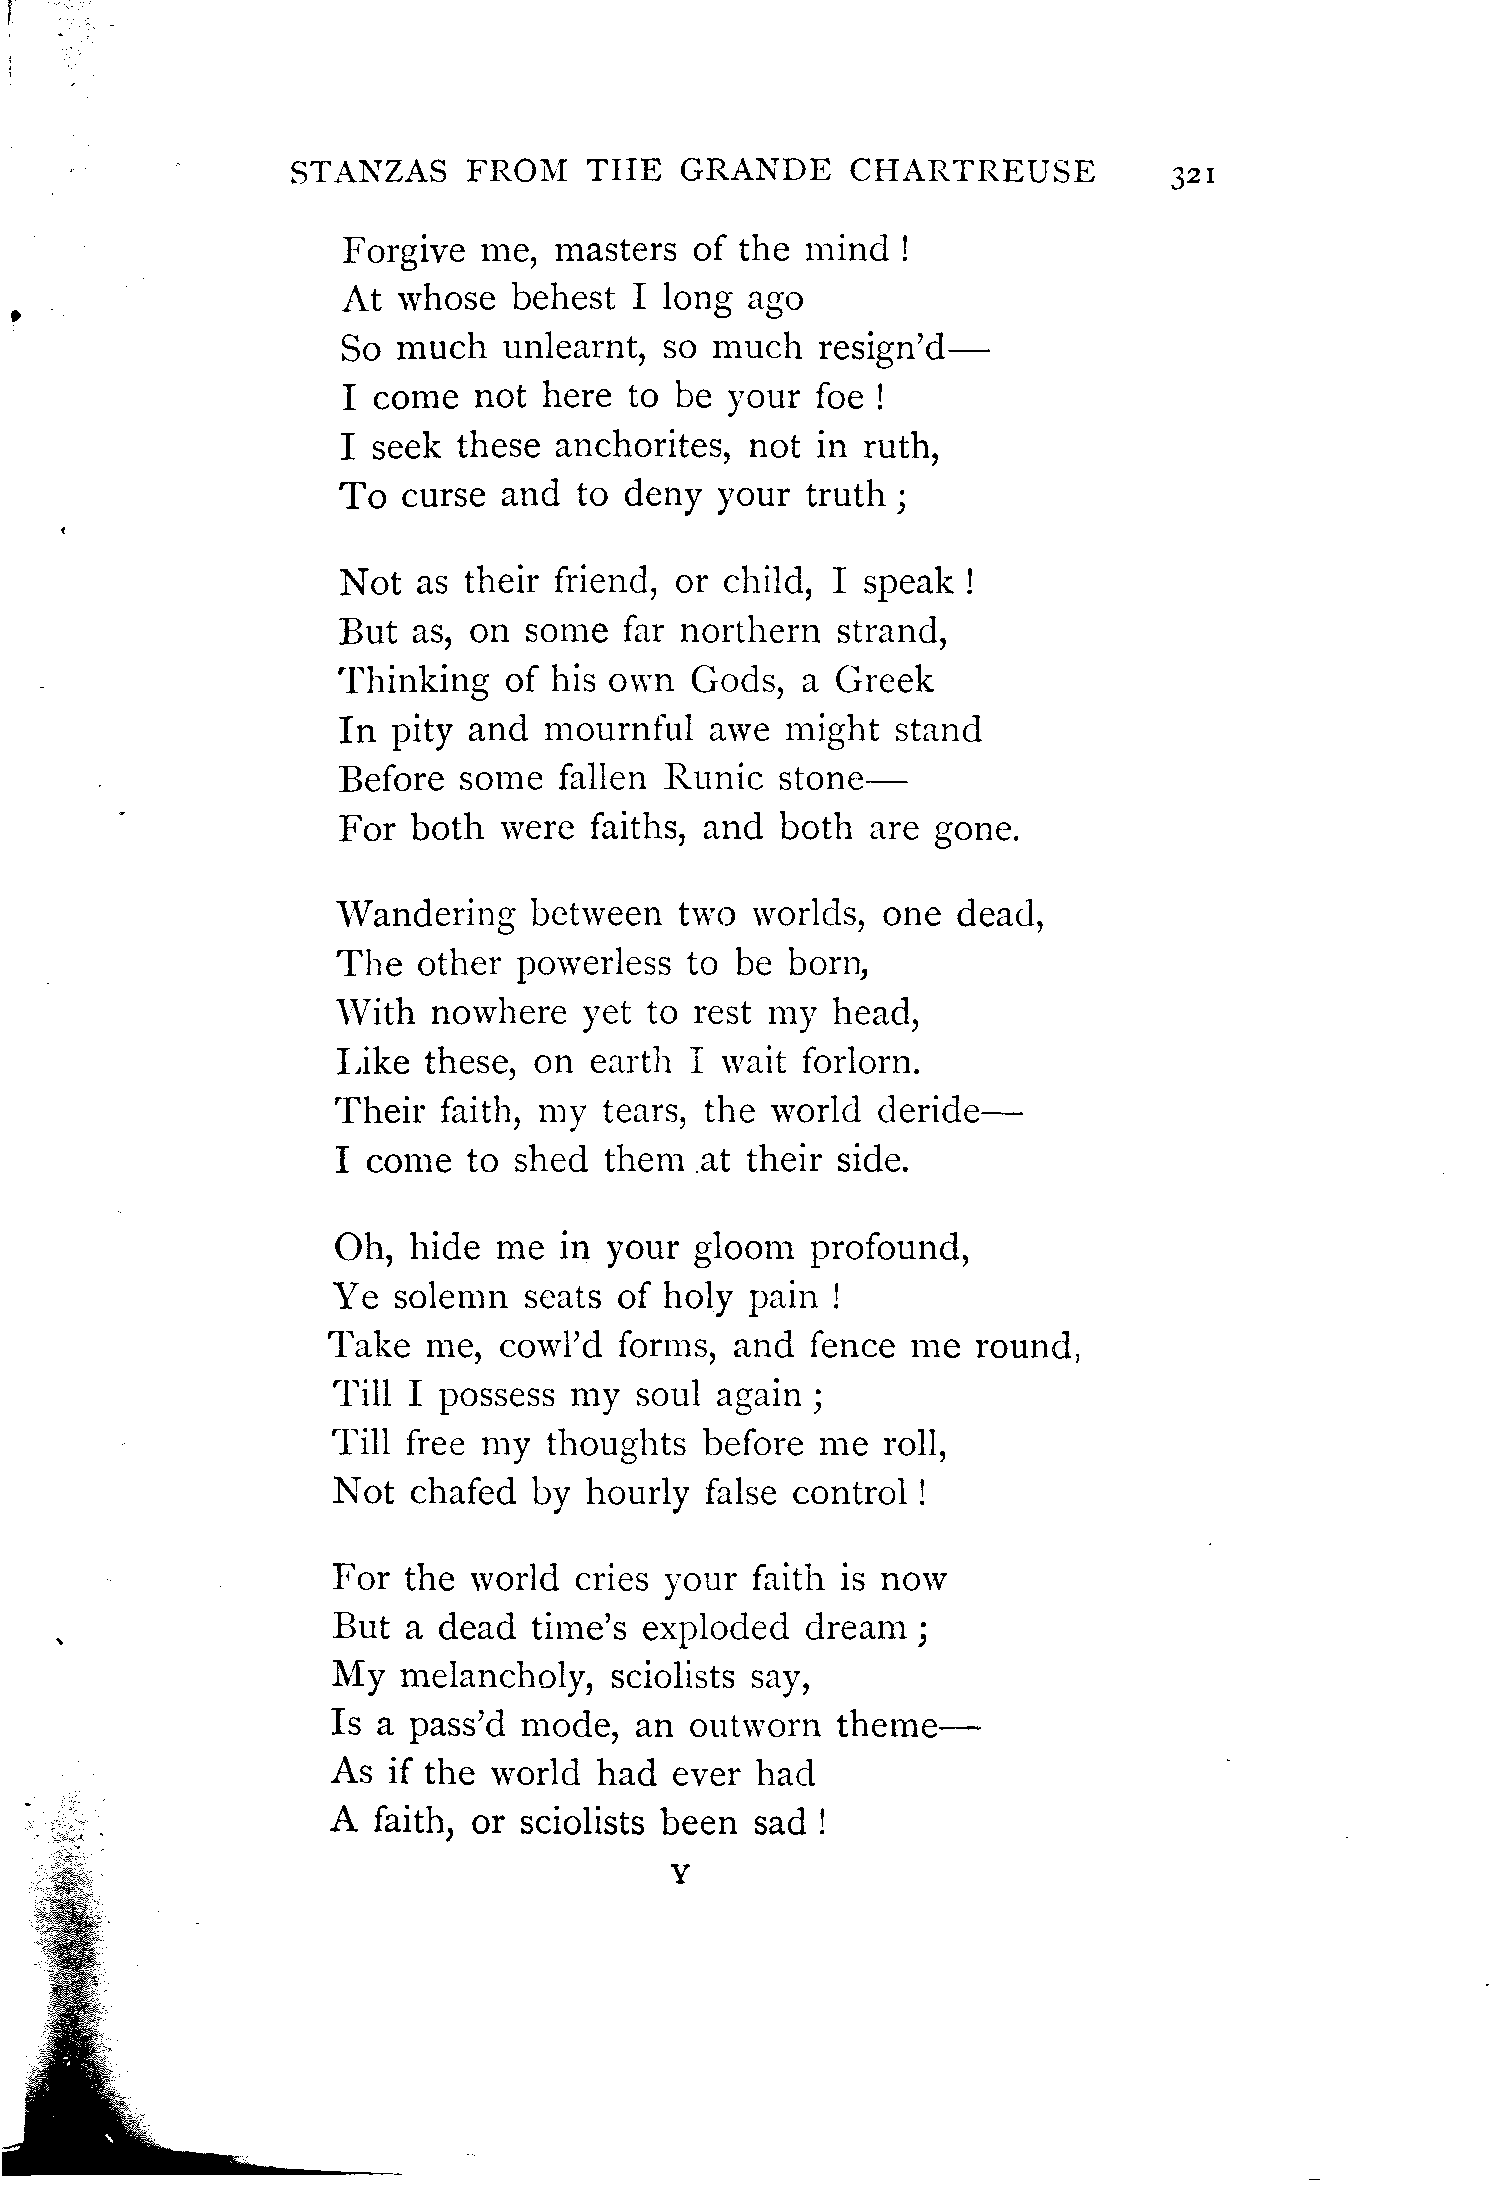 STANZAS FROM THE GRANDE CHARTREUSE 321
Forgive me, masters of the mind !
At whose behest I long ago
So much unlearnt, so much resign'd—
I come not here to be your foe !
I seek these anchorites, not in ruth,
To curse and to deny your truth ;
Not as their friend, or child, I speak !
But as, on some far northern strand,
Thinking of his own Gods, a Greek
In pity and mournful awe might stand
Before some fallen Runic stone—
For both were faiths, and both are gone.
Wandering between two worlds, one dead,
The other powerless to be born,
With nowhere yet to rest my head,
Like these, on earth I wait forlorn.
Their faith, my tears, the world deride—
I come to shed them at their side.
Oh, hide me in your gloom profound,
Ye solemn seats of holy pain !
Take me, cowl'd forms, and fence me round,
Till I possess my soul again ;
Till free my thoughts before me roll,
Not chafed by hourly false control !
For the world cries your faith is now
But a dead time's exploded dream ;
My melancholy, sciolists say,
Is a pass'd mode, an outworn theme—
As if the world had ever had
A faith, or sciolists been sad !
Y